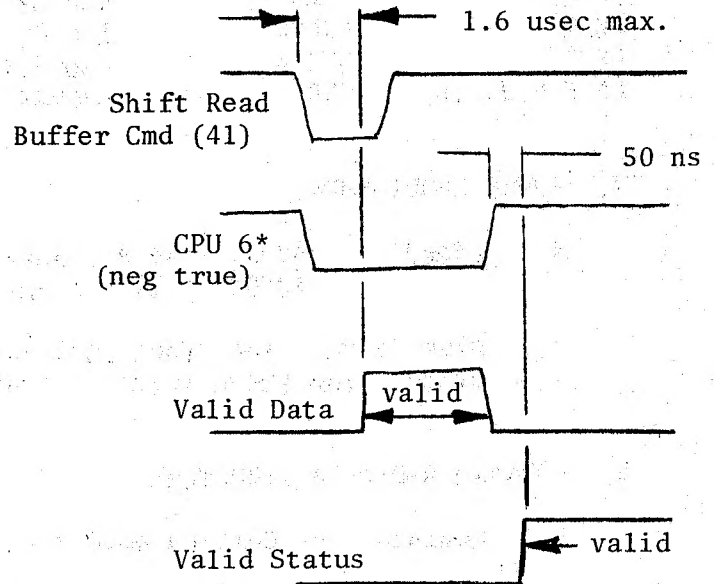 1.6 usec max.
Shift Read
Buffer Cmd (41)
50 ns
CPU 6*
(neg true)
Valid Data
valid
Valid Status
valid